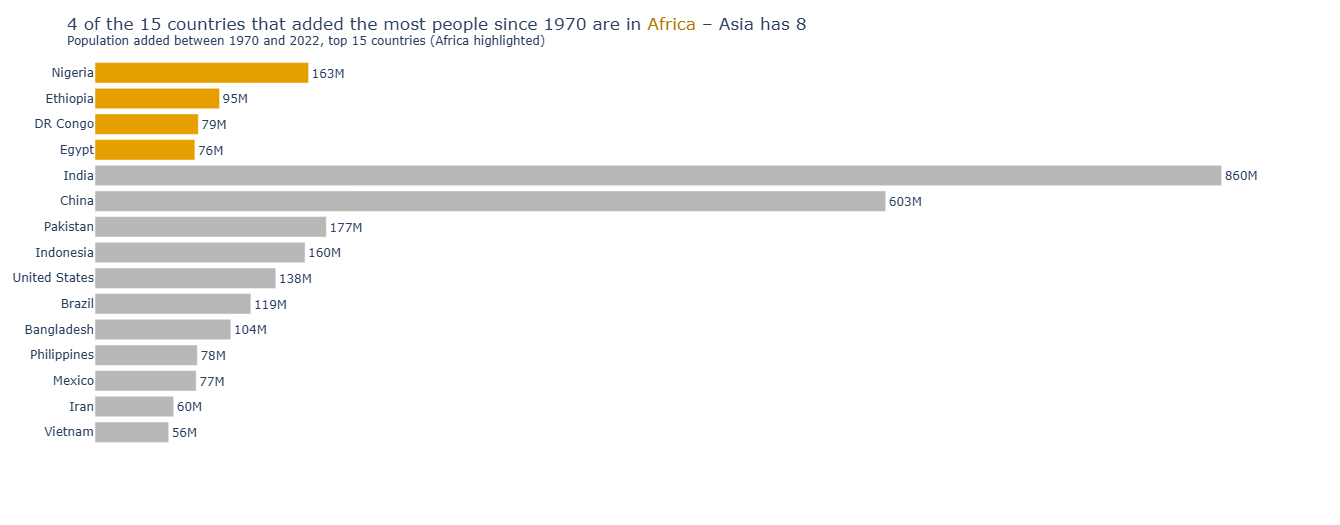 4 of the 15 countries that added the most people since 1970 are in Africa – Asia has 8
Population added between 1970 and 2022, top 15 countries (Africa highlighted)
Nigeria 163M
Ethiopia 95M
DR Congo 79M
Egypt 76M
India 860M
China 603M
Pakistan 177M
Indonesia 160M
United States 138M
Brazil 119M
Bangladesh 104M
Philippines 78M
Mexico 77M
Iran 60M
Vietnam 56M